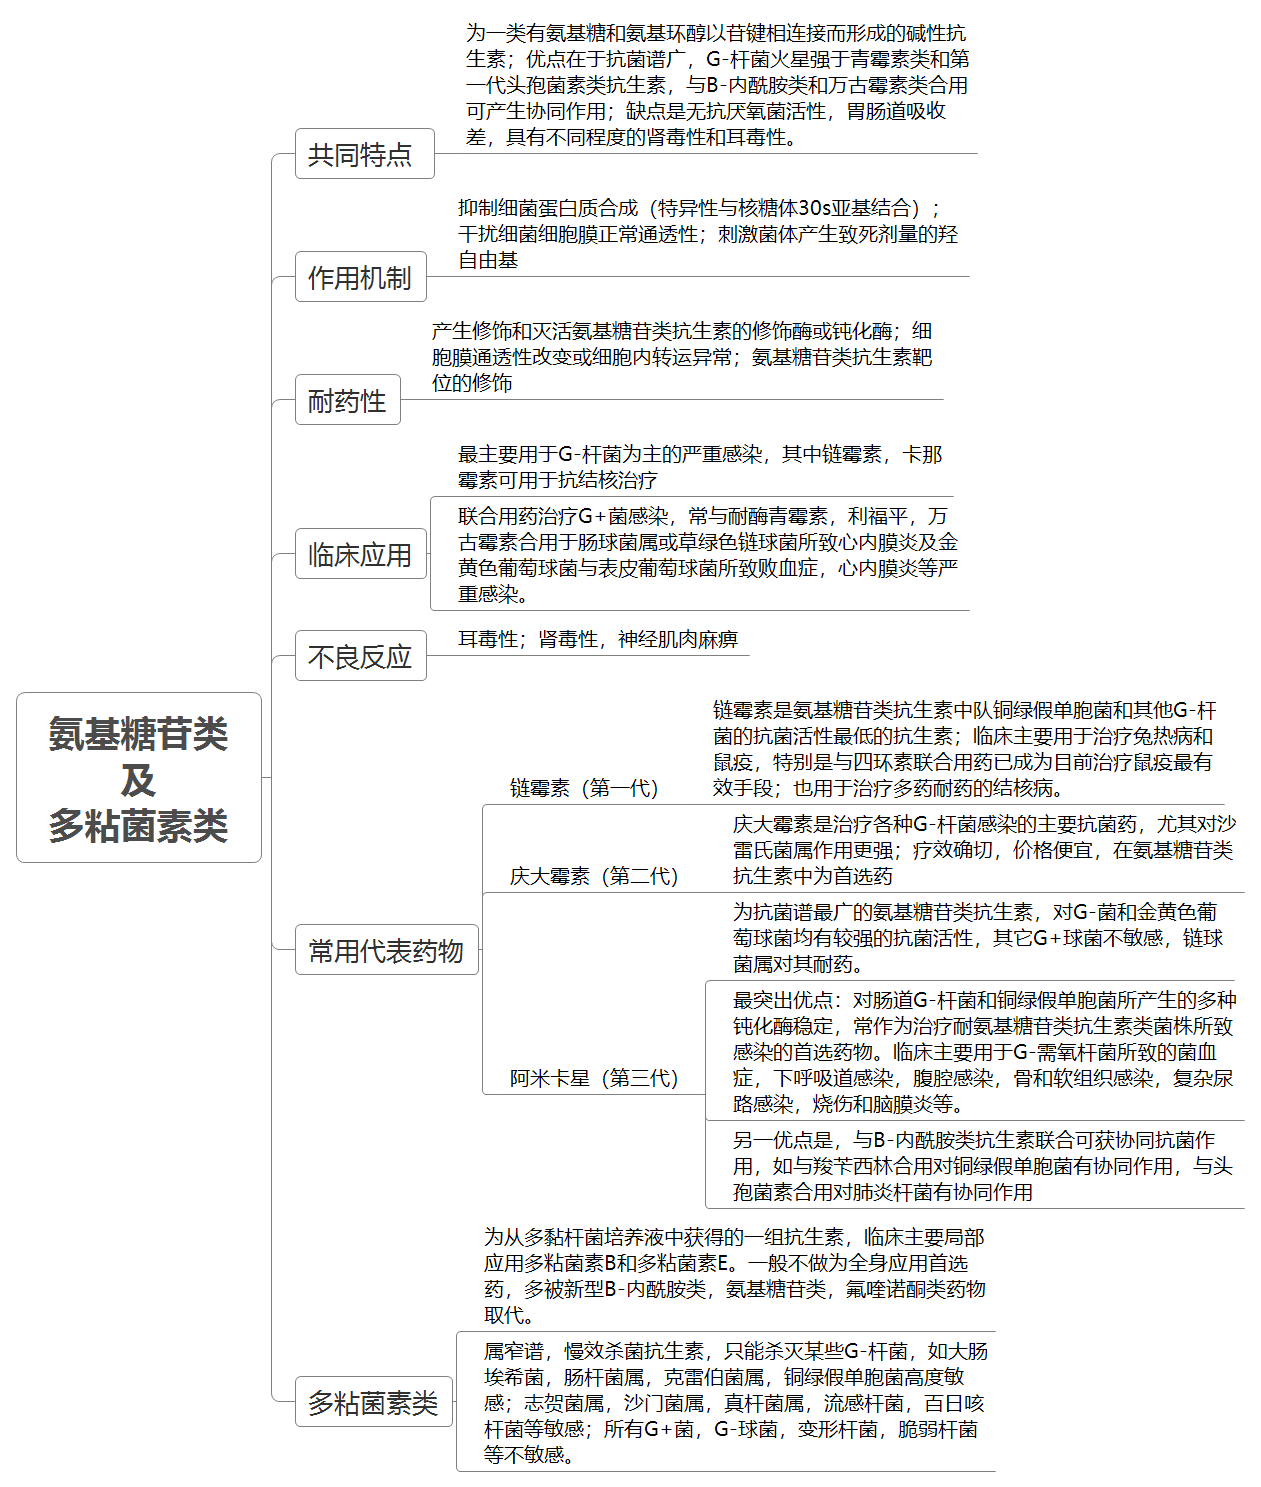 氨基糖苷类
及
多粘菌素类
共同特点
为一类有氨基糖和氨基环醇以苷键相连接而形成的碱性抗
生素；优点在于抗菌谱广，G-杆菌火星强于青霉素类和第
一代头孢菌素类抗生素，与B-内酰胺类和万古霉素类合用
可产生协同作用；缺点是无抗厌氧菌活性，胃肠道吸收
差，具有不同程度的肾毒性和耳毒性。
作用机制
抑制细菌蛋白质合成（特异性与核糖体30s亚基结合）；
干扰细菌细胞膜正常通透性；刺激菌体产生致死剂量的羟
自由基
耐药性
产生修饰和灭活氨基糖苷类抗生素的修饰酶或钝化酶；细
胞膜通透性改变或细胞内转运异常；氨基糖苷类抗生素靶
位的修饰
临床应用
最主要用于G-杆菌为主的严重感染，其中链霉素，卡那
霉素可用于抗结核治疗
联合用药治疗G+菌感染，常与耐酶青霉素，利福平，万
古霉素合用于肠球菌属或草绿色链球菌所致心内膜炎及金
黄色葡萄球菌与表皮葡萄球菌所致败血症，心内膜炎等严
重感染。
不良反应
耳毒性；肾毒性，神经肌肉麻痹
常用代表药物
链霉素（第一代）
链霉素是氨基糖苷类抗生素中队铜绿假单胞菌和其他G-杆
菌的抗菌活性最低的抗生素；临床主要用于治疗兔热病和
鼠疫，特别是与四环素联合用药已成为目前治疗鼠疫最有
效手段；也用于治疗多药耐药的结核病。
庆大霉素（第二代）
庆大霉素是治疗各种G-杆菌感染的主要抗菌药，尤其对沙
雷氏菌属作用更强；疗效确切，价格便宜，在氨基糖苷类
抗生素中为首选药
阿米卡星（第三代）
为抗菌谱最广的氨基糖苷类抗生素，对G-菌和金黄色葡
萄球菌均有较强的抗菌活性，其它G+球菌不敏感，链球
菌属对其耐药。
最突出优点：对肠道G-杆菌和铜绿假单胞菌所产生的多种
钝化酶稳定，常作为治疗耐氨基糖苷类抗生素类菌株所致
感染的首选药物。临床主要用于G-需氧杆菌所致的菌血
症，下呼吸道感染，腹腔感染，骨和软组织感染，复杂尿
路感染，烧伤和脑膜炎等。
另一优点是，与B-内酰胺类抗生素联合可获协同抗菌作
用，如与羧苄西林合用对铜绿假单胞菌有协同作用，与头
孢菌素合用对肺炎杆菌有协同作用
多粘菌素类
为从多黏杆菌培养液中获得的一组抗生素，临床主要局部
应用多粘菌素B和多粘菌素E。一般不做为全身应用首选
药，多被新型B-内酰胺类，氨基糖苷类，氟喹诺酮类药物
取代。
属窄谱，慢效杀菌抗生素，只能杀灭某些G-杆菌，如大肠
埃希菌，肠杆菌属，克雷伯菌属，铜绿假单胞菌高度敏
感；志贺菌属，沙门菌属，真杆菌属，流感杆菌，百日咳
杆菌等敏感；所有G+菌，G-球菌，变形杆菌，脆弱杆菌
等不敏感。